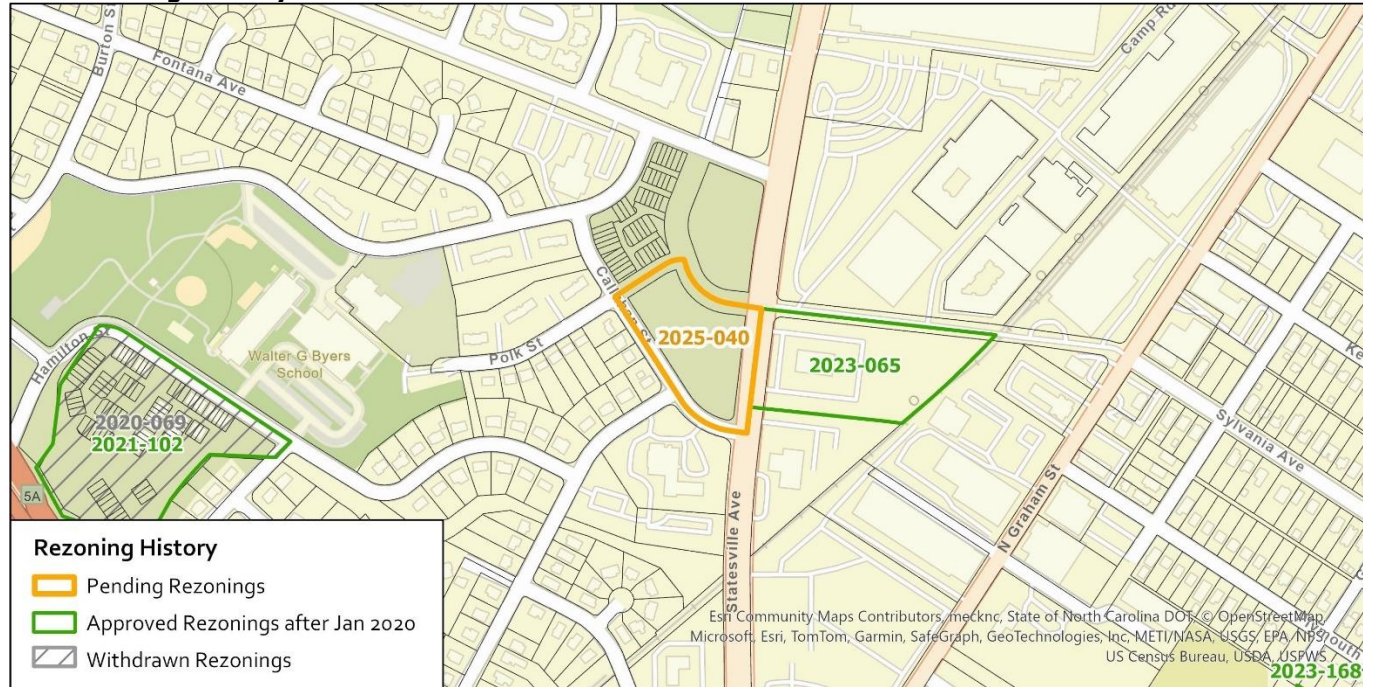 Burton St
Fontana Ave
Camp Rd
Callahan St
Polk St
2025-040
2023-065
Hamilton St
Walter G Byers
School
2020-069
2021-102
5A
Sylvania Ave
N Graham St
Statesville Ave
Rezoning History
Pending Rezonings
Approved Rezonings after Jan 2020
Withdrawn Rezonings
Esri Community Maps Contributors, mecknc, State of North Carolina DOT, © OpenStreetMap,
Microsoft, Esri, TomTom, Garmin, SafeGraph, GeoTechnologies, Inc, METI/NASA, USGS, EPA, NPS,
US Census Bureau, USDA, USFWS
2023-168